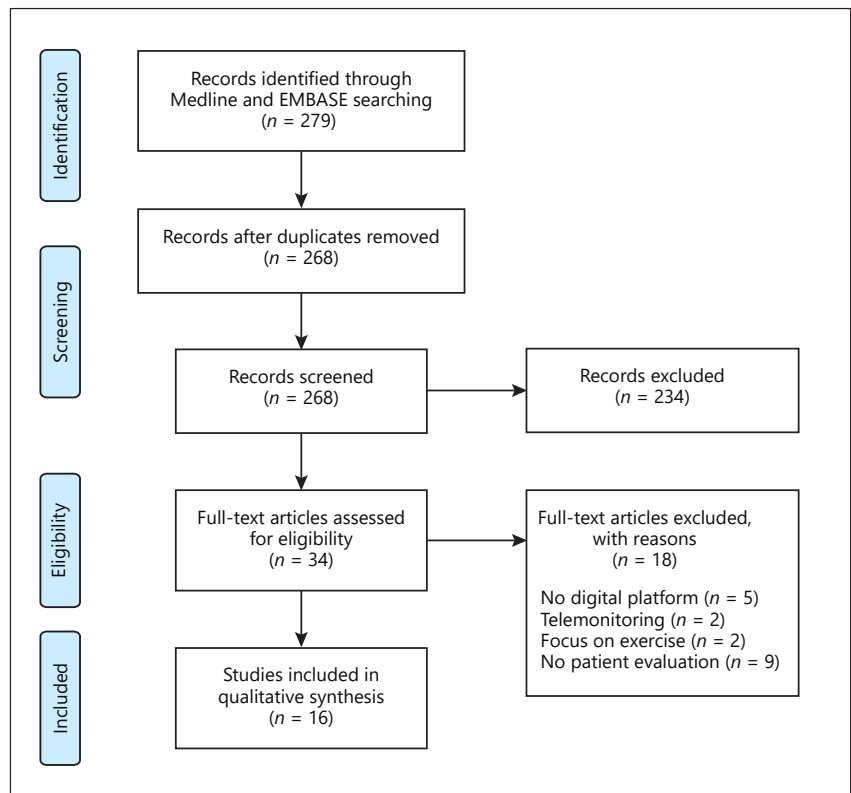 Identification
Records identified through
Medline and EMBASE searching
(n = 279)
Screening
Records after duplicates removed
(n = 268)
Records screened
(n = 268)
Records excluded
(n = 234)
Eligibility
Full-text articles assessed
for eligibility
(n = 34)
Full-text articles excluded,
with reasons
(n = 18)
No digital platform (n = 5)
Telemonitoring (n = 2)
Focus on exercise (n = 2)
No patient evaluation (n = 9)
Included
Studies included in
qualitative synthesis
(n = 16)